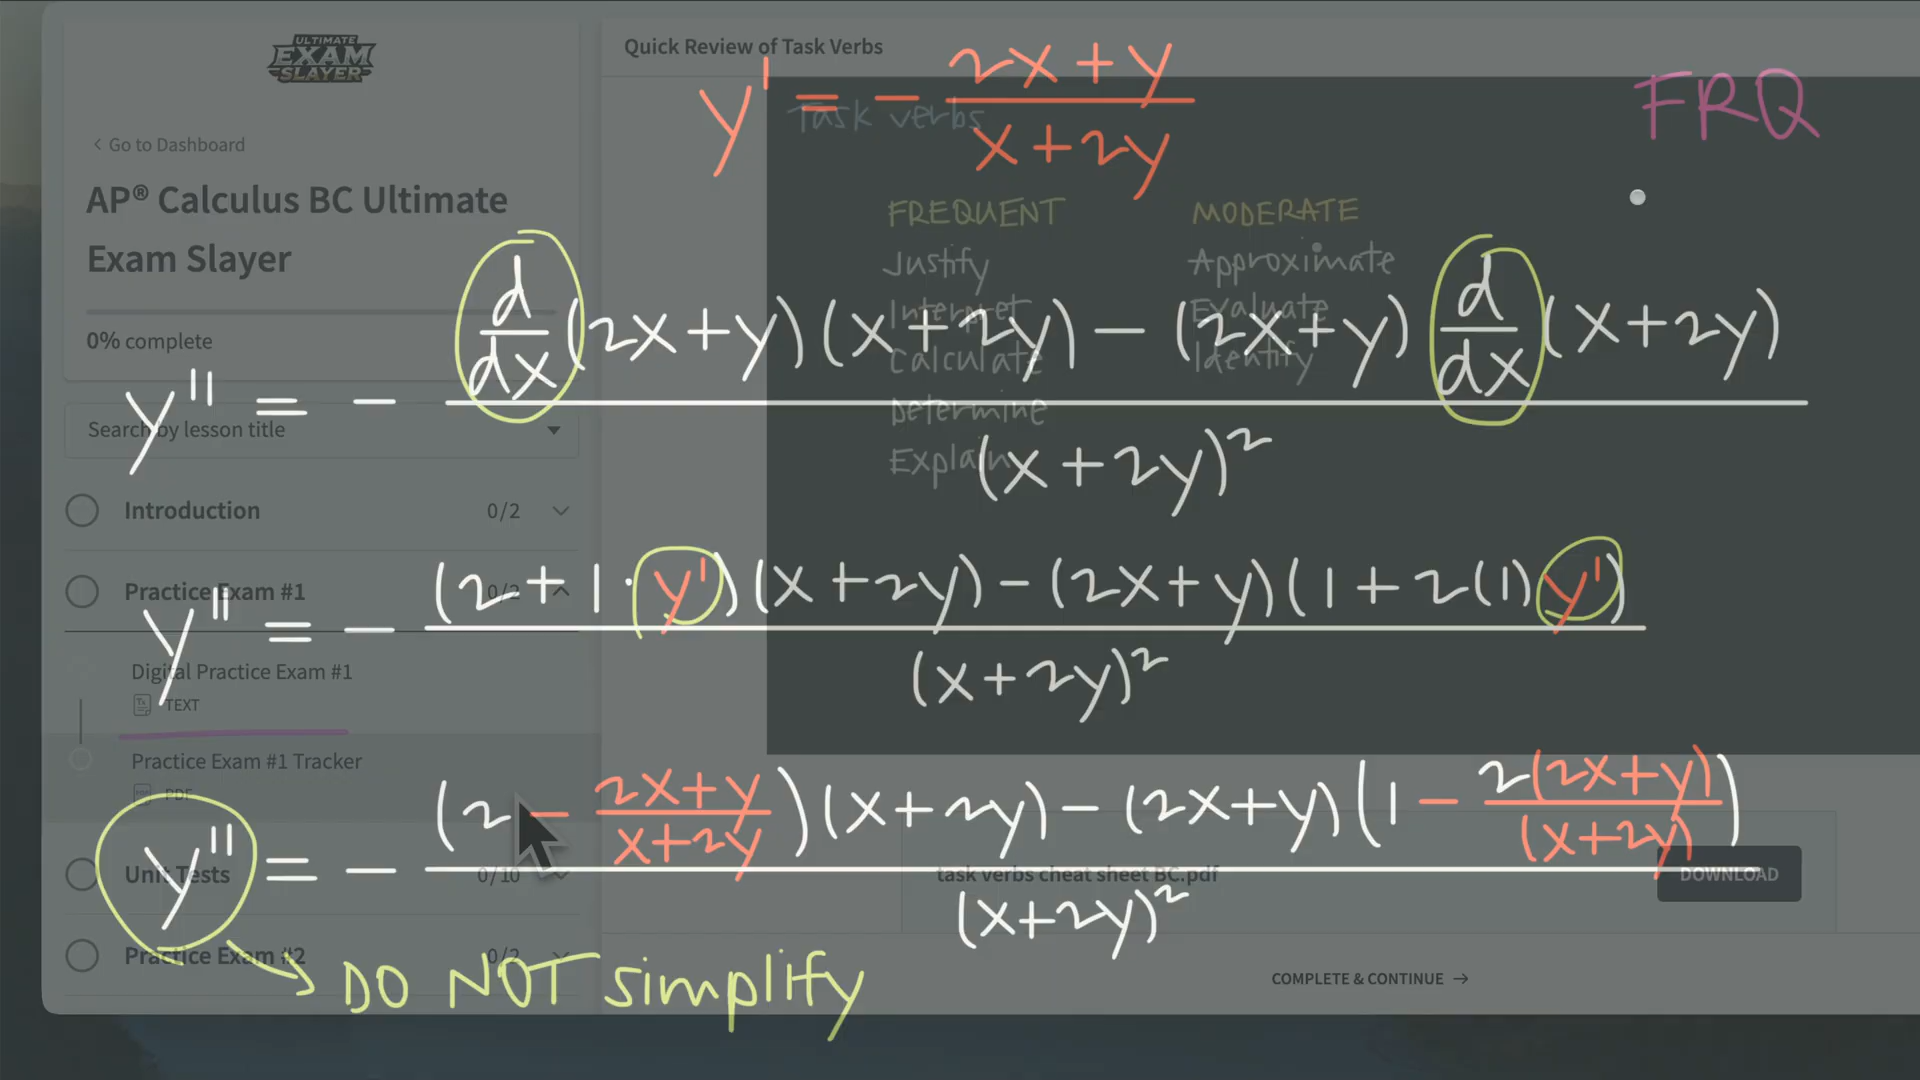 ULTIMATE
EXAM
SLAYER
< Go to Dashboard
AP® Calculus BC Ultimate
Exam Slayer
0% complete
Search by lesson title
Introduction 0/2
Practice Exam #1 0/2
Digital Practice Exam #1
TEXT
Practice Exam #1 Tracker
PDF
Unit Tests 0/10
Practice Exam #2 0/2
Quick Review of Task Verbs
Task verbs
FREQUENT
Justify
Interpret
Calculate
Determine
Explain
MODERATE
Approximate
Evaluate
Identify
task verbs cheat sheet BC.pdf
DOWNLOAD
COMPLETE & CONTINUE →
FRQ
y' = - (2x+y)/(x+2y)
y'' = - (d/dx (2x+y)(x+2y) - (2x+y) d/dx (x+2y))/(x+2y)²
y'' = - ((2+1·y')(x+2y) - (2x+y)(1+2(1)y'))/(x+2y)²
y'' = - ((2 - (2x+y)/(x+2y))(x+2y) - (2x+y)(1 - 2(2x+y)/(x+2y)))/(x+2y)²
→ DO NOT simplify